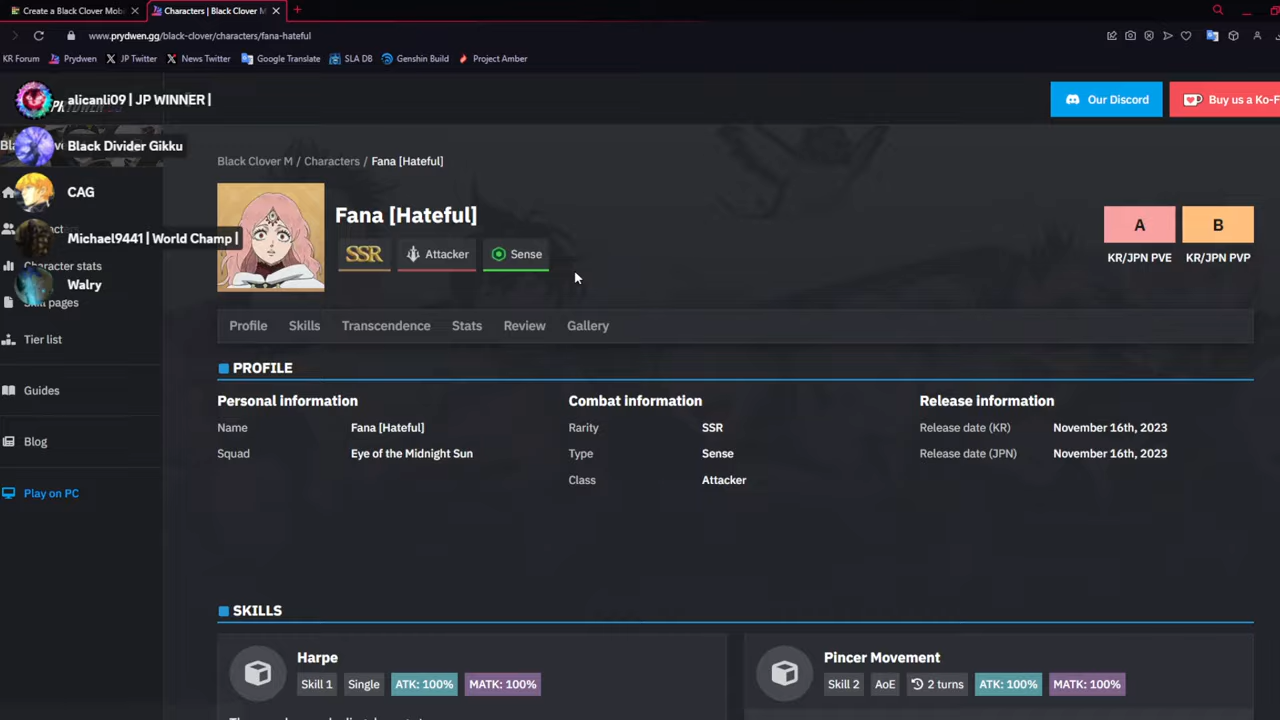 Create a Black Clover Mob
Characters | Black Clover M
www.prydwen.gg/black-clover/characters/fana-hateful
KR Forum
Prydwen
JP Twitter
News Twitter
Google Translate
SLA DB
Genshin Build
Project Amber
alicanli09 | JP WINNER |
Our Discord
Buy us a Ko-F
Black Divider Gikku
CAG
Michael9441 | World Champ |
Character stats
Walry
Skill pages
Tier list
Guides
Blog
Play on PC
Black Clover M / Characters / Fana [Hateful]
Fana [Hateful]
SSR
Attacker
Sense
A
B
KR/JPN PVE
KR/JPN PVP
Profile
Skills
Transcendence
Stats
Review
Gallery
PROFILE
Personal information
Name Fana [Hateful]
Squad Eye of the Midnight Sun
Combat information
Rarity SSR
Type Sense
Class Attacker
Release information
Release date (KR) November 16th, 2023
Release date (JPN) November 16th, 2023
SKILLS
Harpe
Skill 1 Single ATK: 100% MATK: 100%
Pincer Movement
Skill 2 AoE 2 turns ATK: 100% MATK: 100%